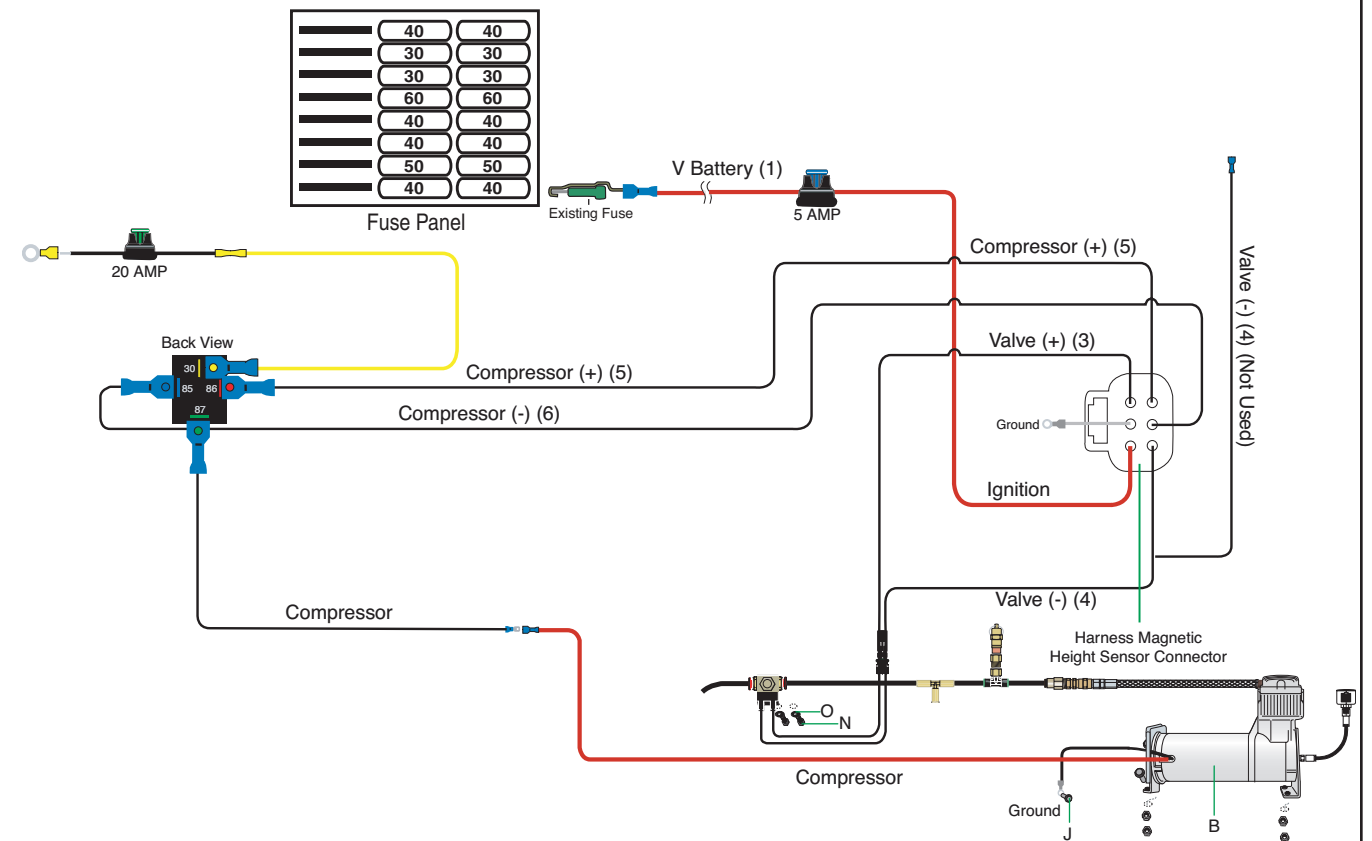 40 40
30 30
30 30
60 60
40 40
40 40
50 50
40 40
Fuse Panel
Existing Fuse
V Battery (1)
5 AMP
20 AMP
Compressor (+) (5)
Valve (-) (4) (Not Used)
Back View
30
85
86
87
Compressor (+) (5)
Compressor (-) (6)
Valve (+) (3)
Ground
Ignition
Compressor
Valve (-) (4)
Harness Magnetic
Height Sensor Connector
O
N
Compressor
Ground
J
B